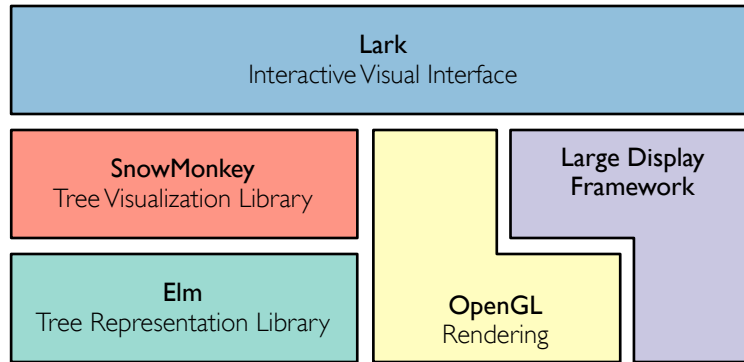 Lark
Interactive Visual Interface
SnowMonkey
Tree Visualization Library
Large Display
Framework
Elm
Tree Representation Library
OpenGL
Rendering